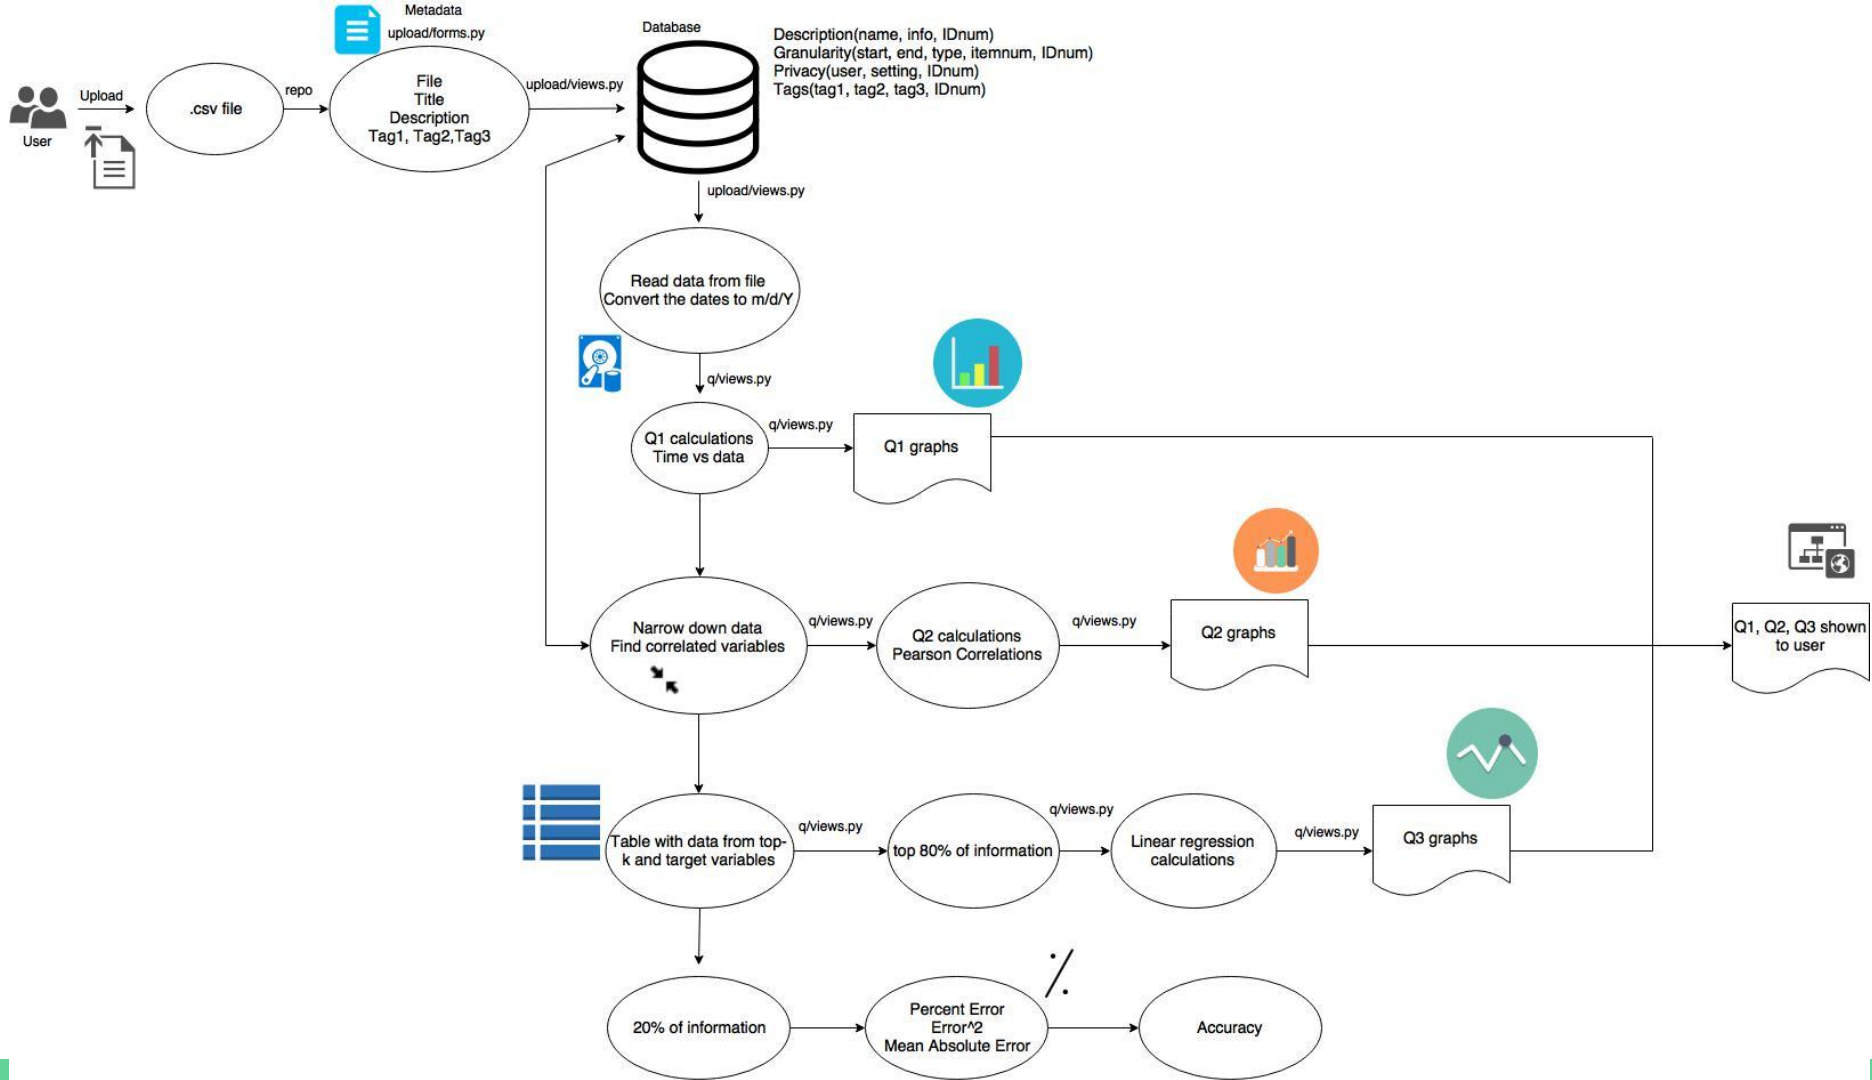 Metadata
upload/forms.py
Database
Description(name, info, IDnum)
Granularity(start, end, type, itemnum, IDnum)
Privacy(user, setting, IDnum)
Tags(tag1, tag2, tag3, IDnum)
User
Upload
.csv file
repo
File
Title
Description
Tag1, Tag2,Tag3
upload/views.py
upload/views.py
Read data from file
Convert the dates to m/d/Y
q/views.py
Q1 calculations
Time vs data
q/views.py
Q1 graphs
Narrow down data
Find correlated variables
q/views.py
Q2 calculations
Pearson Correlations
q/views.py
Q2 graphs
Q1, Q2, Q3 shown
to user
Table with data from top-
k and target variables
q/views.py
top 80% of information
q/views.py
Linear regression
calculations
q/views.py
Q3 graphs
20% of information
Percent Error
Error^2
Mean Absolute Error
Accuracy